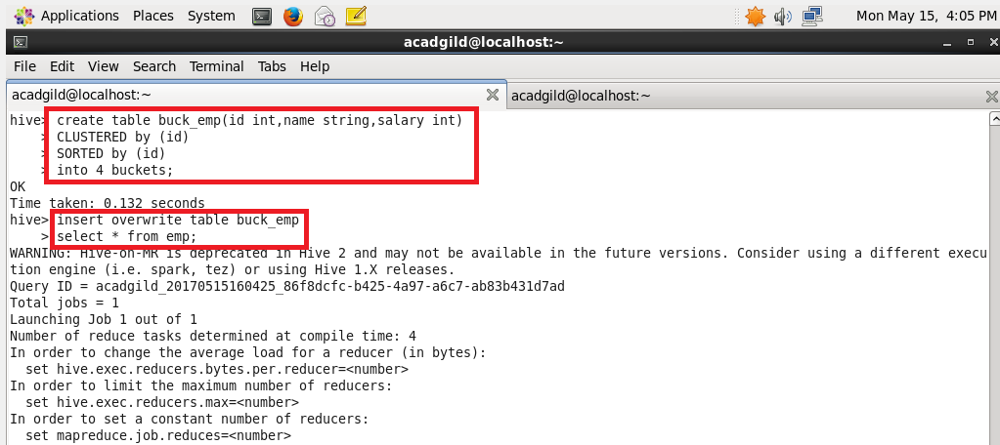 Applications Places System Mon May 15, 4:05 PM
acadgild@localhost:~
File Edit View Search Terminal Tabs Help
acadgild@localhost:~ acadgild@localhost:~
hive> create table buck_emp(id int,name string,salary int)
> CLUSTERED by (id)
> SORTED by (id)
> into 4 buckets;
OK
Time taken: 0.132 seconds
hive> insert overwrite table buck_emp
> select * from emp;
WARNING: Hive-on-MR is deprecated in Hive 2 and may not be available in the future versions. Consider using a different execu
tion engine (i.e. spark, tez) or using Hive 1.X releases.
Query ID = acadgild_20170515160425_86f8dcfc-b425-4a97-a6c7-ab83b431d7ad
Total jobs = 1
Launching Job 1 out of 1
Number of reduce tasks determined at compile time: 4
In order to change the average load for a reducer (in bytes):
  set hive.exec.reducers.bytes.per.reducer=<number>
In order to limit the maximum number of reducers:
  set hive.exec.reducers.max=<number>
In order to set a constant number of reducers:
  set mapreduce.job.reduces=<number>